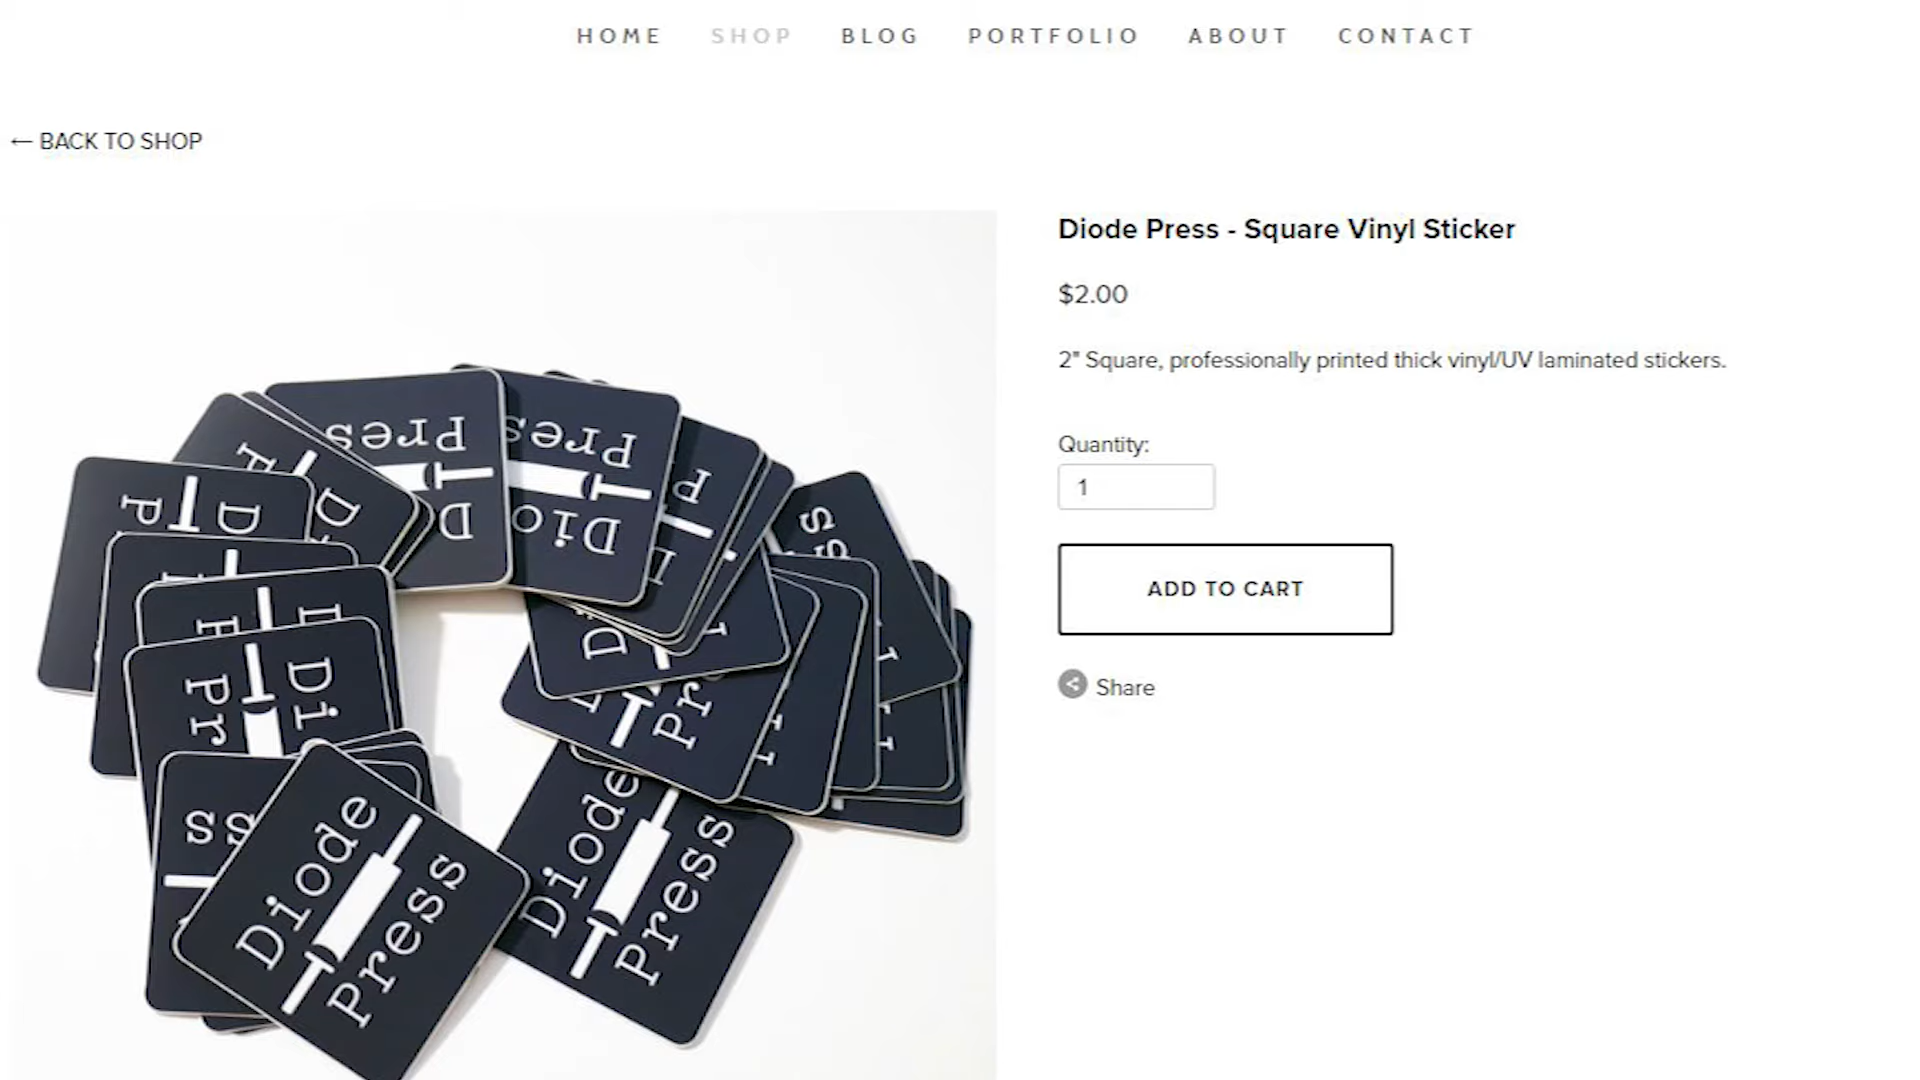 HOME SHOP BLOG PORTFOLIO ABOUT CONTACT
← BACK TO SHOP
Diode Press - Square Vinyl Sticker
$2.00
2" Square, professionally printed thick vinyl/UV laminated stickers.
Quantity:
1
ADD TO CART
Share
Diode
Press
Diode
Press